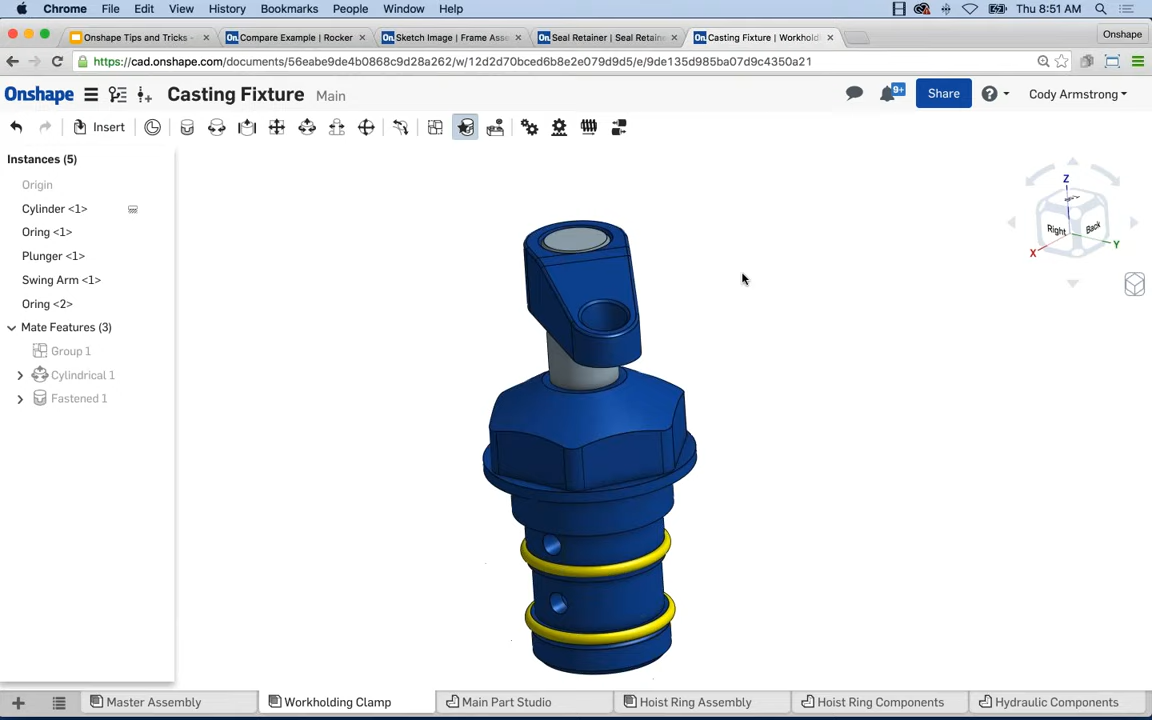 Chrome File Edit View History Bookmarks People Window Help Thu 8:51 AM
Onshape Tips and Tricks - Compare Example | Rocker Sketch Image | Frame Asse Seal Retainer | Seal Retaine Casting Fixture | Workholdi Onshape
https://cad.onshape.com/documents/56eabe9de4b0868c9d28a262/w/12d2d70bced6b8e2e079d9d5/e/9de135d985ba07d9c4350a21
Onshape Casting Fixture Main 9+ Share Cody Armstrong
Insert
Instances (5)
Origin
Cylinder <1>
Oring <1>
Plunger <1>
Swing Arm <1>
Oring <2>
Mate Features (3)
Group 1
Cylindrical 1
Fastened 1
Z
Right Back
X Y
Master Assembly Workholding Clamp Main Part Studio Hoist Ring Assembly Hoist Ring Components Hydraulic Components